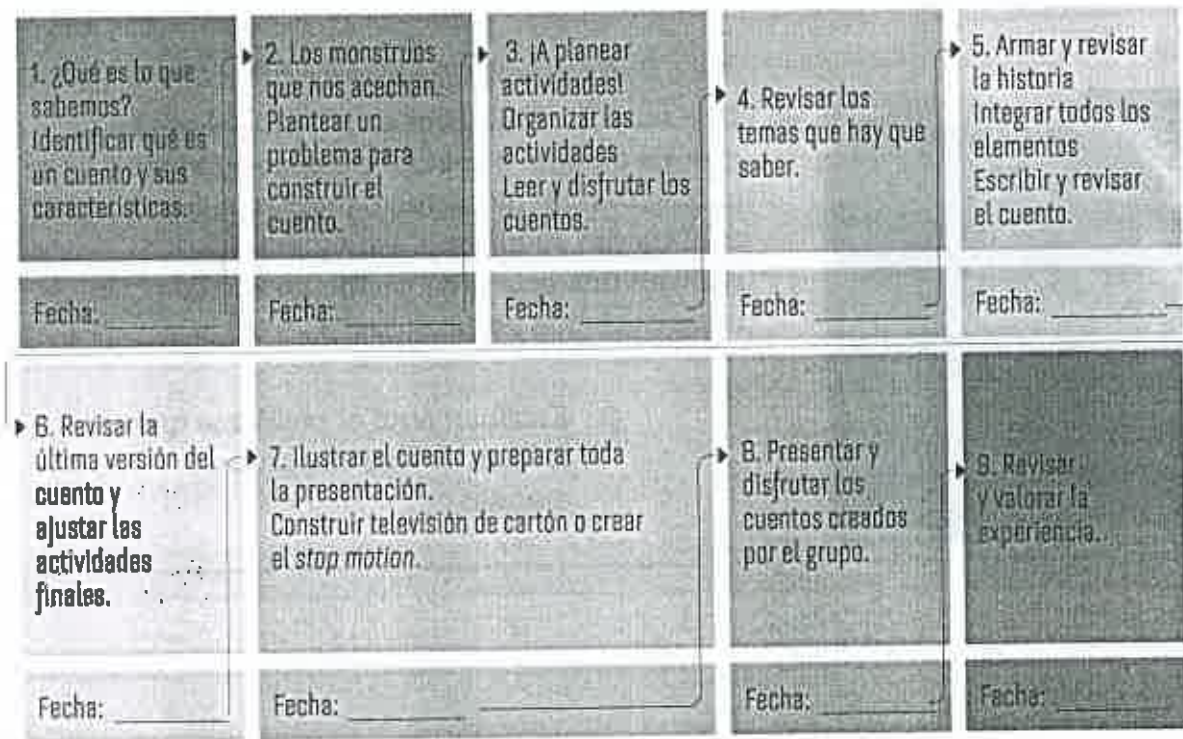 1. ¿Qué es lo que
sabemos?
Identificar qué es
un cuento y sus
características.
2. Los monstruos
que nos acechan.
Plantear un
problema para
construir el
cuento.
3. ¡A planear
actividades!
Organizar las
actividades
Leer y disfrutar los
cuentos.
4. Revisar los
temas que hay que
saber.
5. Armar y revisar
la historia
Integrar todos los
elementos
Escribir y revisar
el cuento.
Fecha:
Fecha:
Fecha:
Fecha:
Fecha:
6. Revisar la
última versión del
cuento y
ajustar las
actividades
finales.
7. Ilustrar el cuento y preparar toda
la presentación.
Construir televisión de cartón o crear
el stop motion.
8. Presentar y
disfrutar los
cuentos creados
por el grupo.
9. Revisar
y valorar la
experiencia.
Fecha:
Fecha:
Fecha:
Fecha: